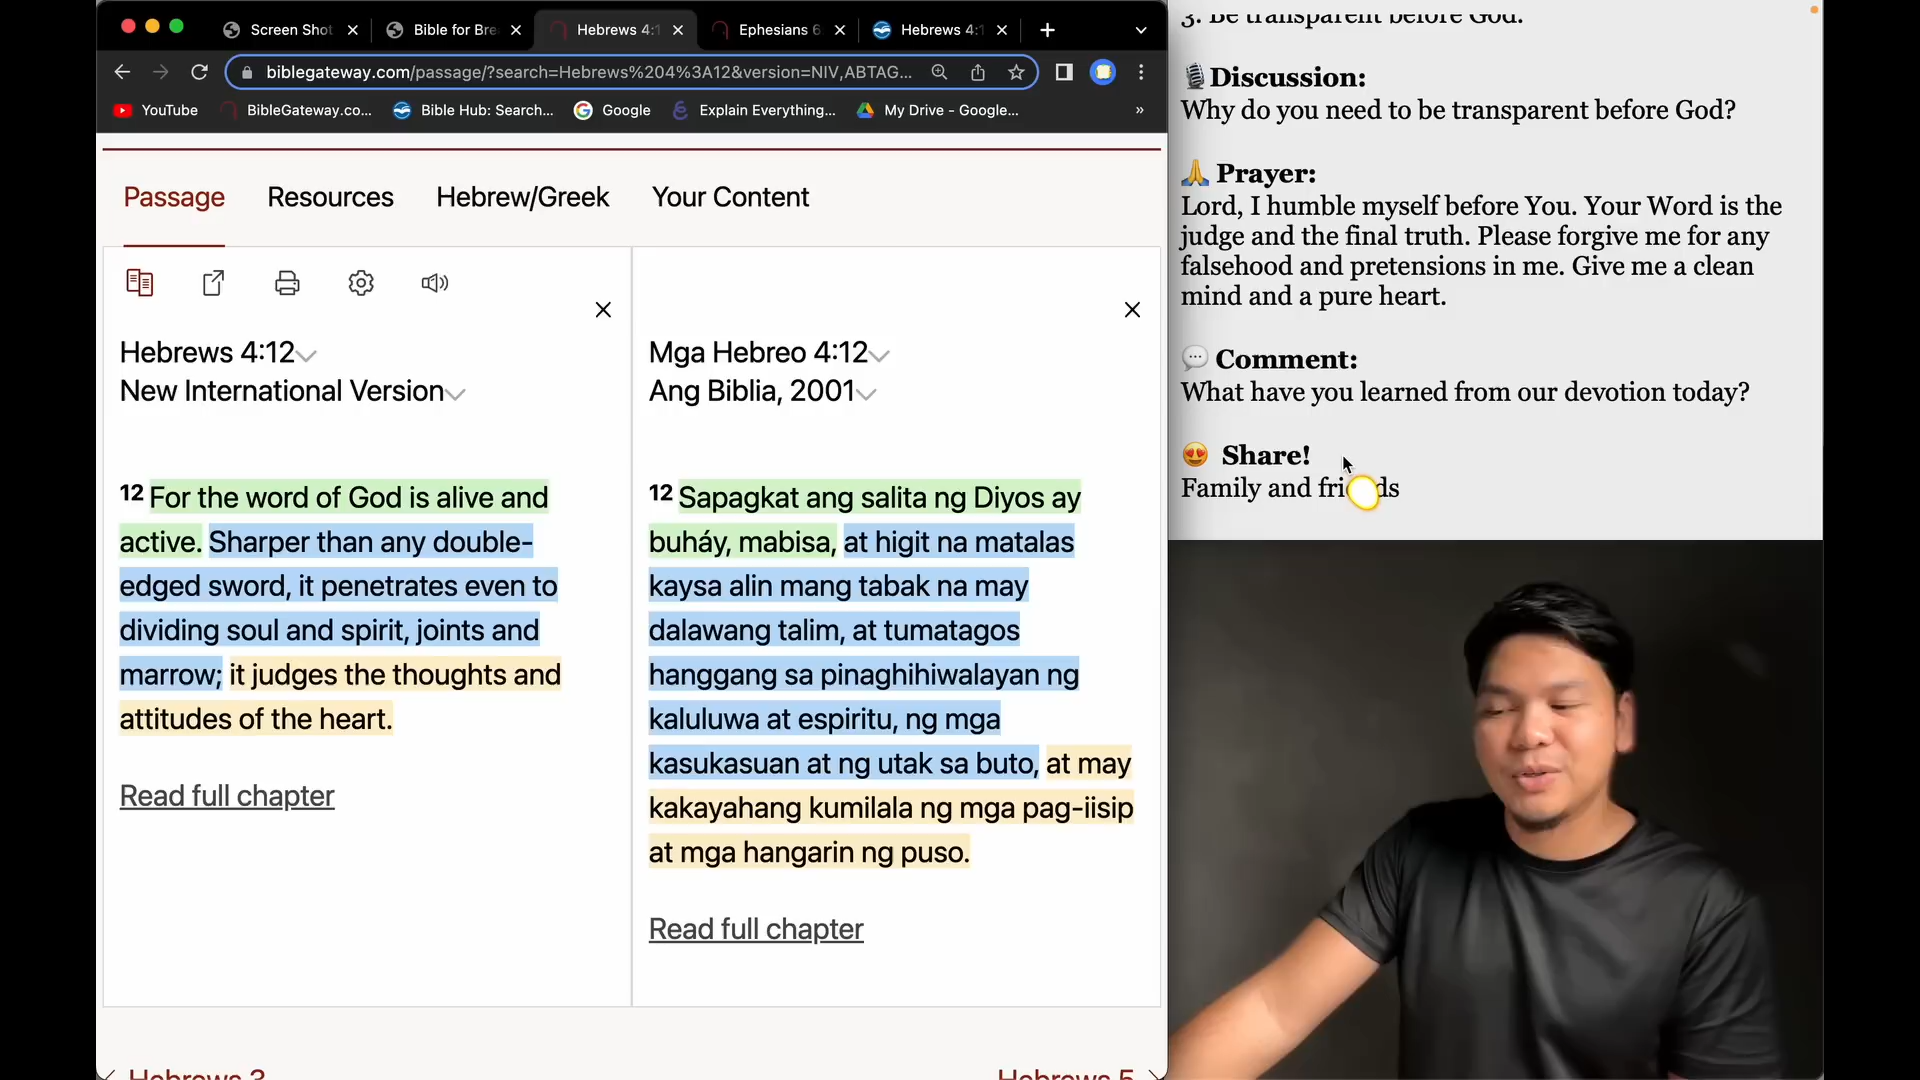 Screen Shot
Bible for Bre
Hebrews 4:1
Ephesians 6
Hebrews 4:1
biblegateway.com/passage/?search=Hebrews%204%3A12&version=NIV,ABTAG...
YouTube
BibleGateway.co...
Bible Hub: Search...
Google
Explain Everything...
My Drive - Google...
»
Passage
Resources
Hebrew/Greek
Your Content
Hebrews 4:12
New International Version
12 For the word of God is alive and
active. Sharper than any double-
edged sword, it penetrates even to
dividing soul and spirit, joints and
marrow; it judges the thoughts and
attitudes of the heart.
Read full chapter
Mga Hebreo 4:12
Ang Biblia, 2001
12 Sapagkat ang salita ng Diyos ay
buháy, mabisa, at higit na matalas
kaysa alin mang tabak na may
dalawang talim, at tumatagos
hanggang sa pinaghihiwalayan ng
kaluluwa at espiritu, ng mga
kasukasuan at ng utak sa buto, at may
kakayahang kumilala ng mga pag-iisip
at mga hangarin ng puso.
Read full chapter
Hebrews 3
Hebrews 5
3. Be transparent before God.
Discussion:
Why do you need to be transparent before God?
Prayer:
Lord, I humble myself before You. Your Word is the
judge and the final truth. Please forgive me for any
falsehood and pretensions in me. Give me a clean
mind and a pure heart.
Comment:
What have you learned from our devotion today?
Share!
Family and friends